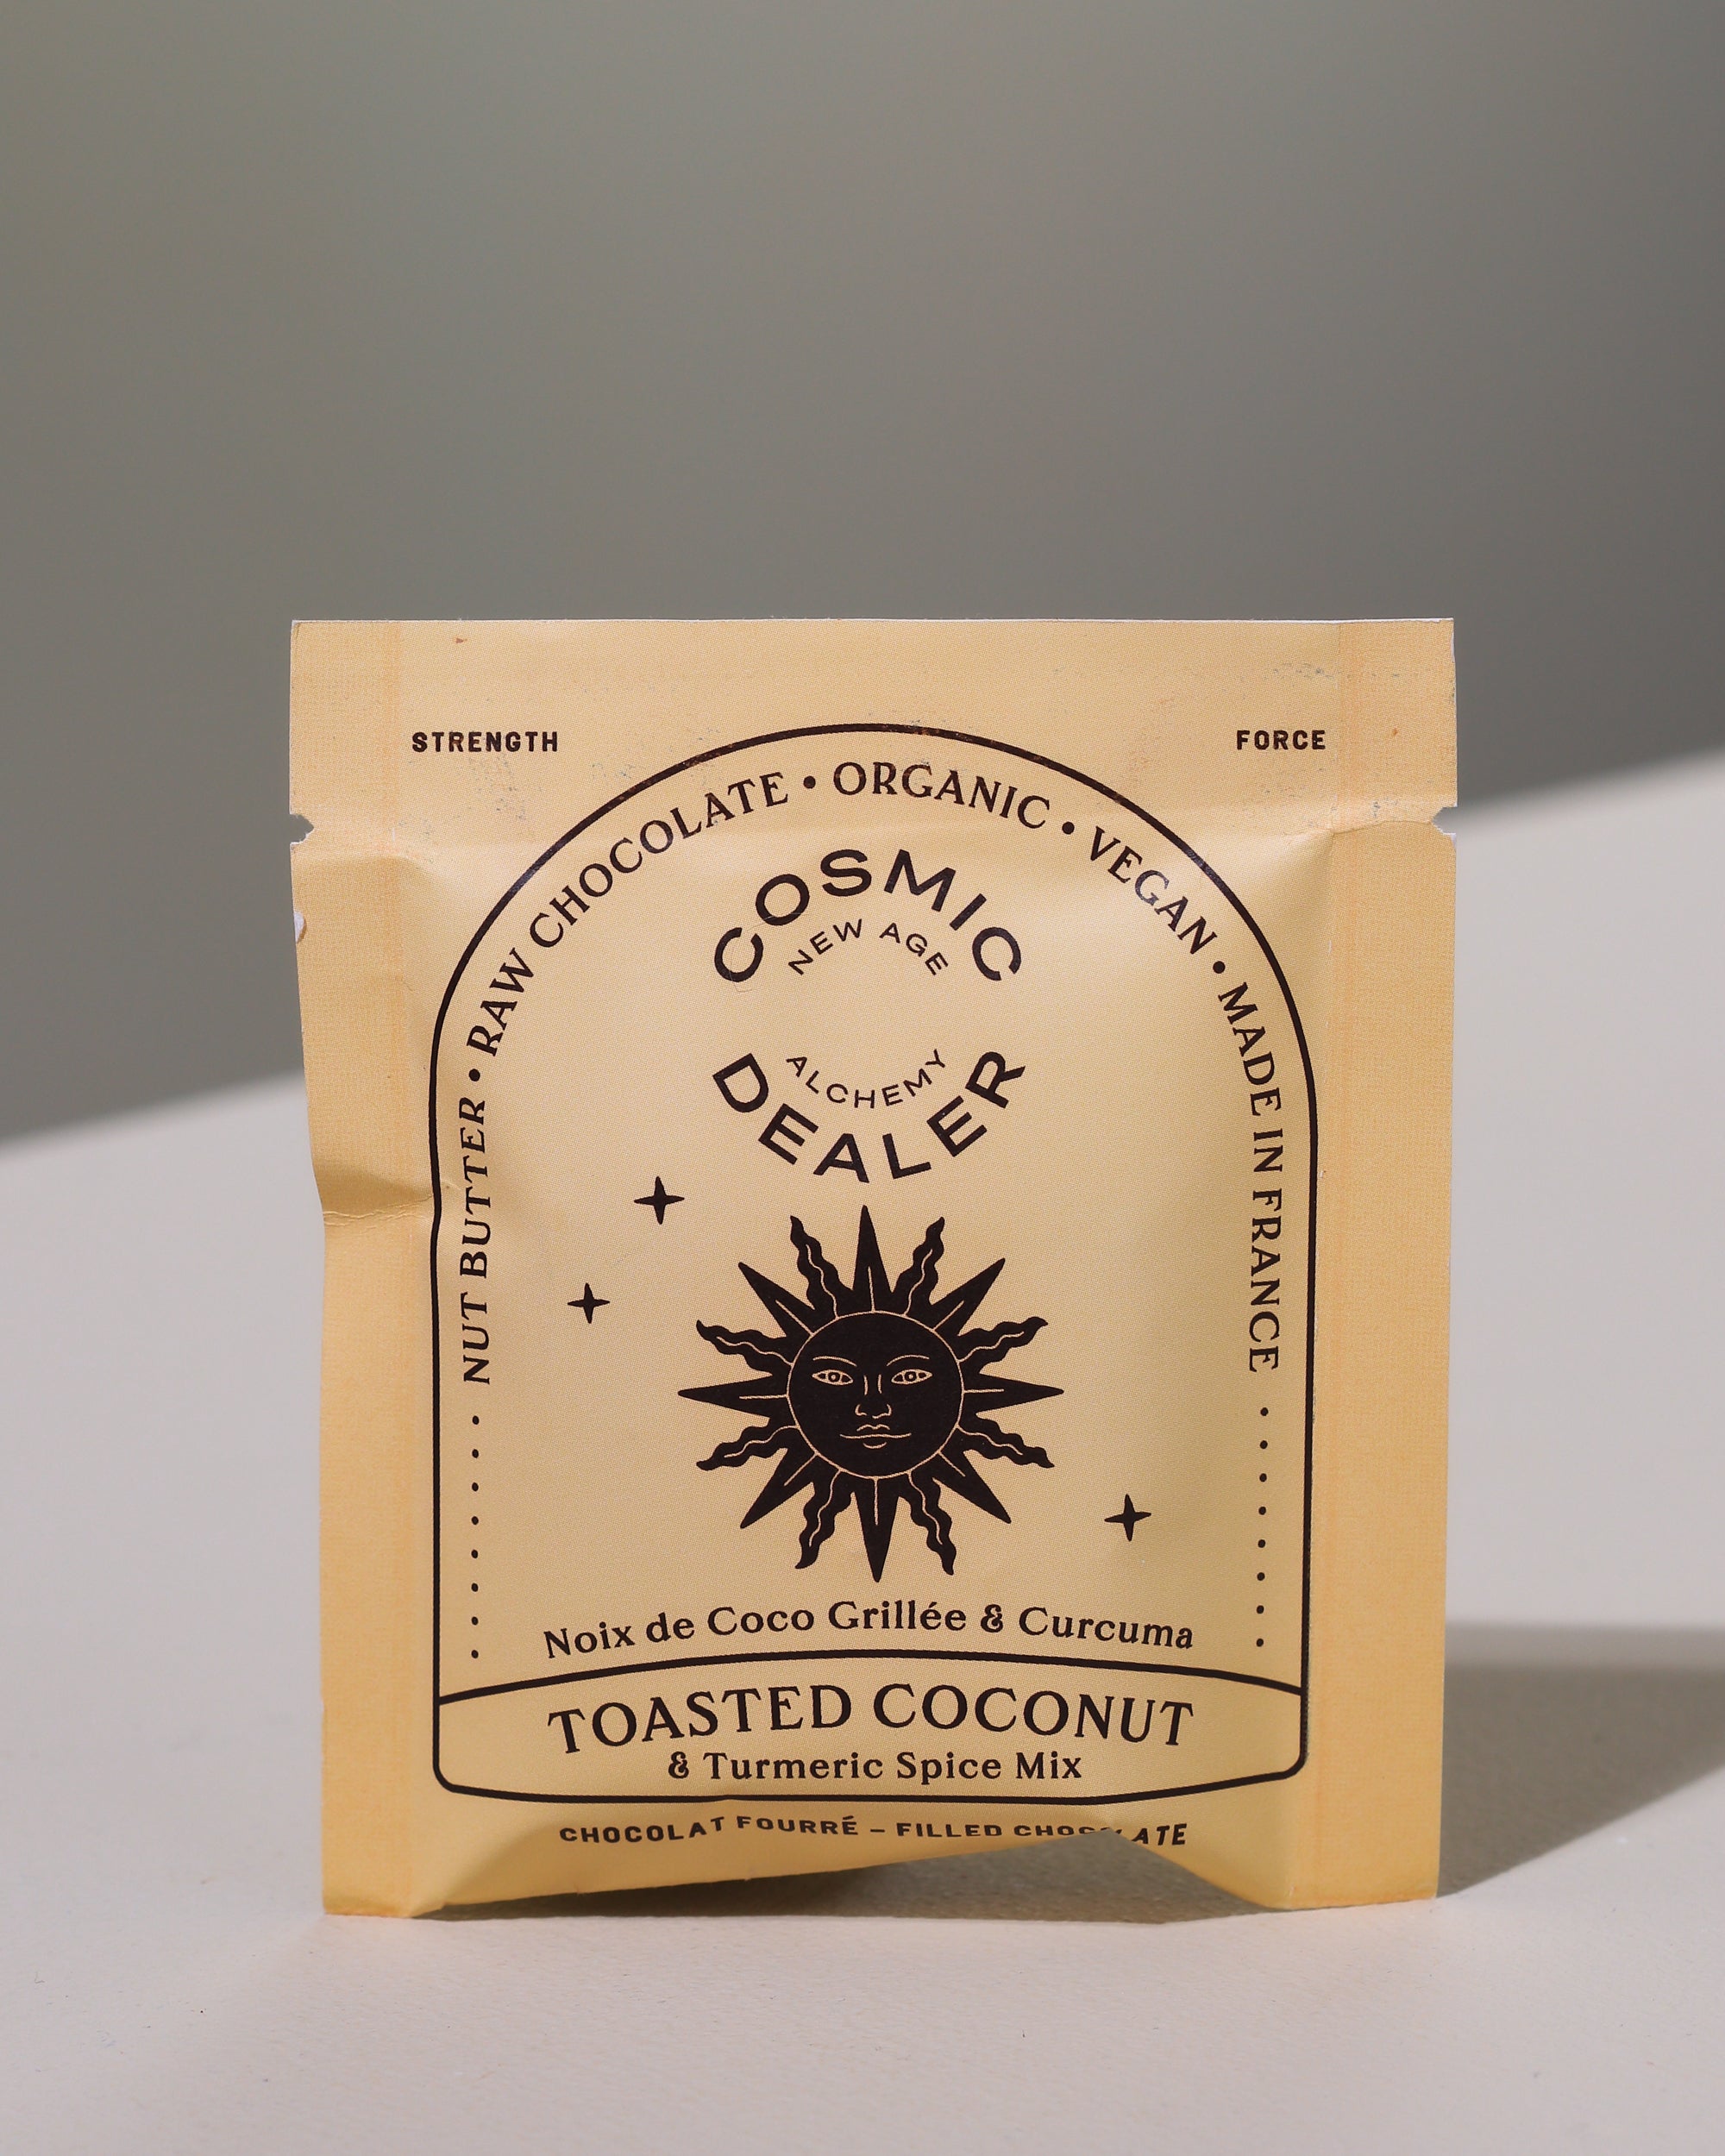 STRENGTH
FORCE
NUT BUTTER • RAW CHOCOLATE • ORGANIC • VEGAN • MADE IN FRANCE
COSMIC
NEW AGE
ALCHEMY
DEALER
Noix de Coco Grillée & Curcuma
TOASTED COCONUT
& Turmeric Spice Mix
CHOCOLAT FOURRÉ – FILLED CHOCOLATE